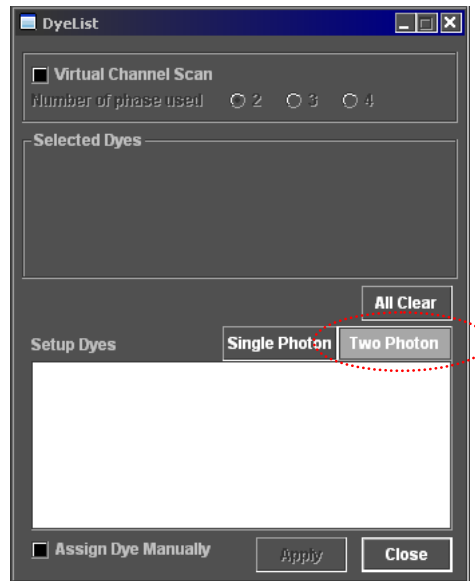 DyeList
Virtual Channel Scan
Number of phase used 2 3 4
Selected Dyes
All Clear
Setup Dyes Single Photon Two Photon
Assign Dye Manually Apply Close